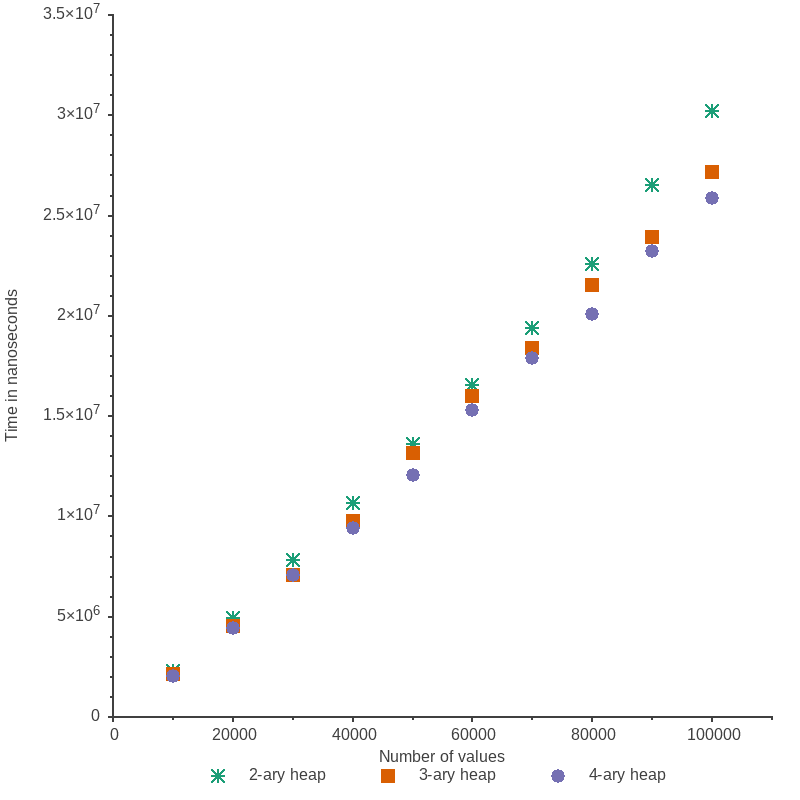 3.5×10⁷
3×10⁷
2.5×10⁷
2×10⁷
1.5×10⁷
1×10⁷
5×10⁶
0
Time in nanoseconds
0 20000 40000 60000 80000 100000
Number of values
2-ary heap 3-ary heap 4-ary heap